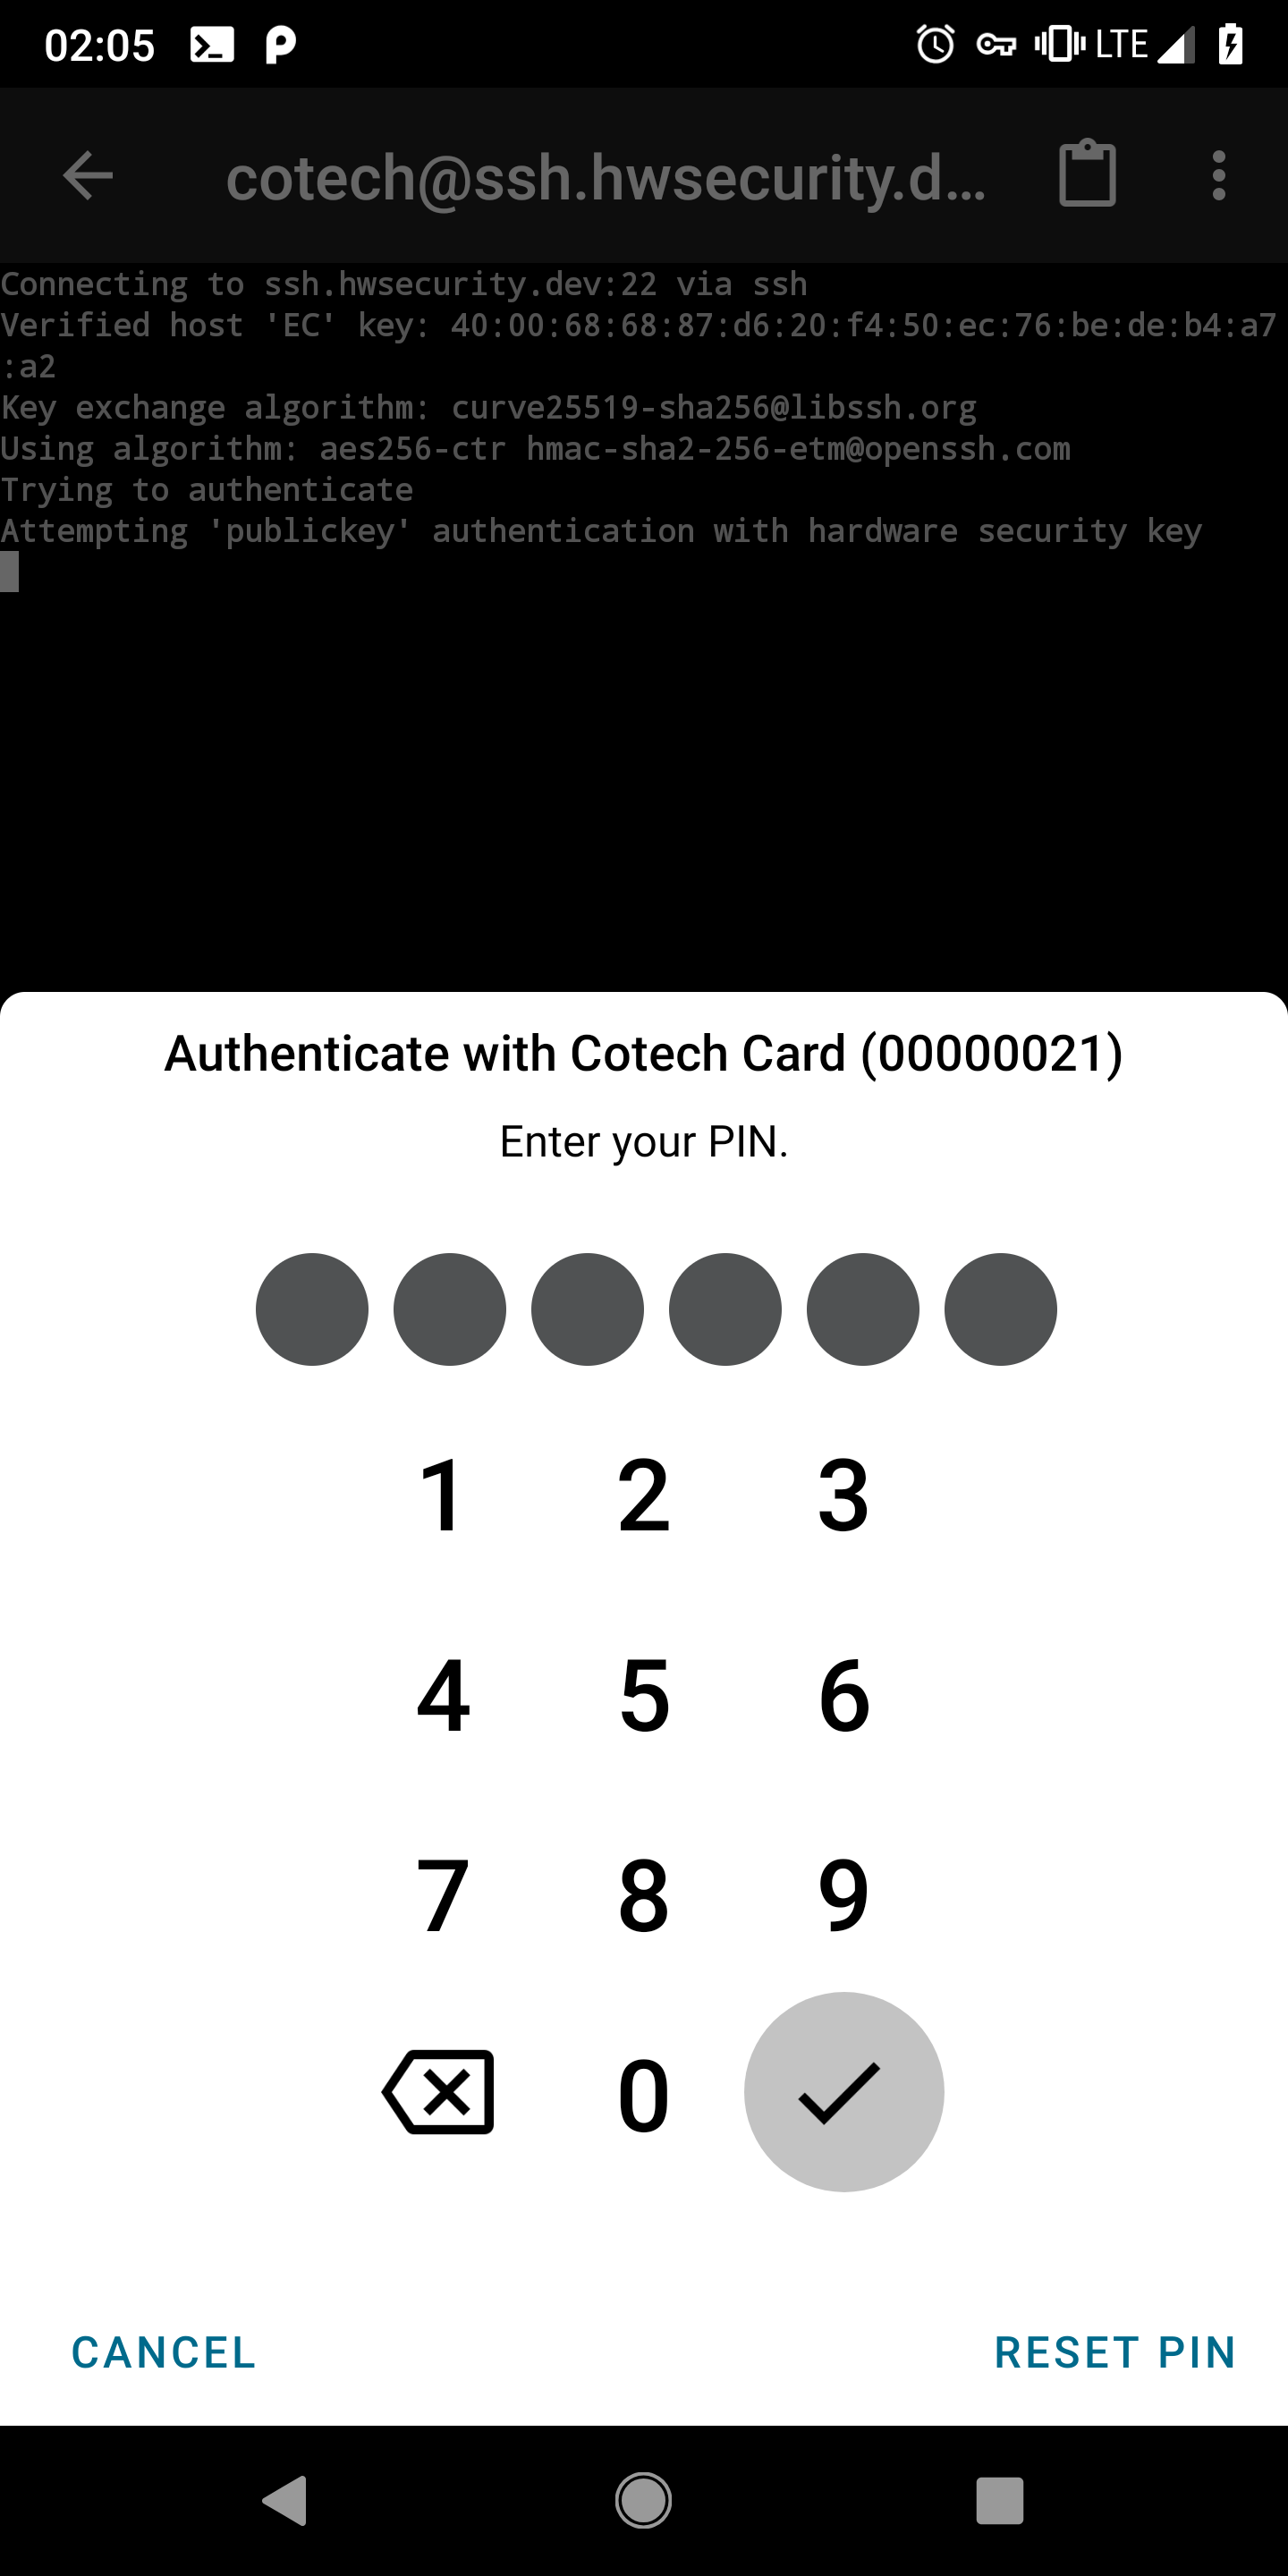 02:05
LTE
cotech@ssh.hwsecurity.d...
Connecting to ssh.hwsecurity.dev:22 via ssh
Verified host 'EC' key: 40:00:68:68:87:d6:20:f4:50:ec:76:be:de:b4:a7
:a2
Key exchange algorithm: curve25519-sha256@libssh.org
Using algorithm: aes256-ctr hmac-sha2-256-etm@openssh.com
Trying to authenticate
Attempting 'publickey' authentication with hardware security key
Authenticate with Cotech Card (00000021)
Enter your PIN.
1 2 3
4 5 6
7 8 9
0
CANCEL RESET PIN